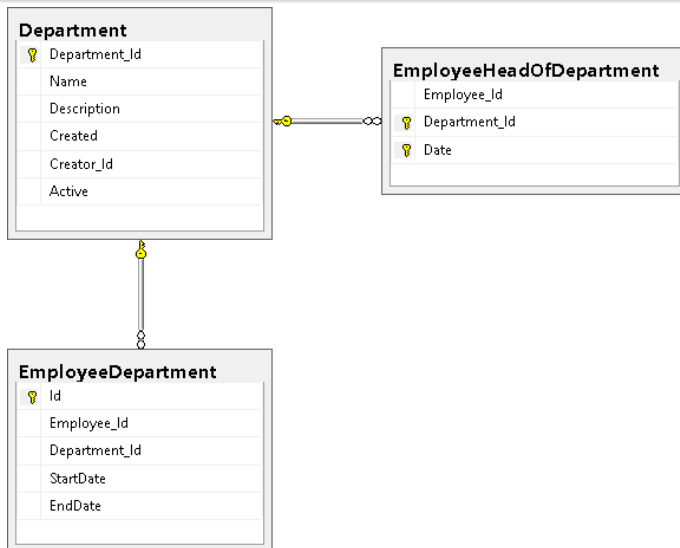 Department
Department_Id
Name
Description
Created
Creator_Id
Active
EmployeeHeadOfDepartment
Employee_Id
Department_Id
Date
EmployeeDepartment
Id
Employee_Id
Department_Id
StartDate
EndDate